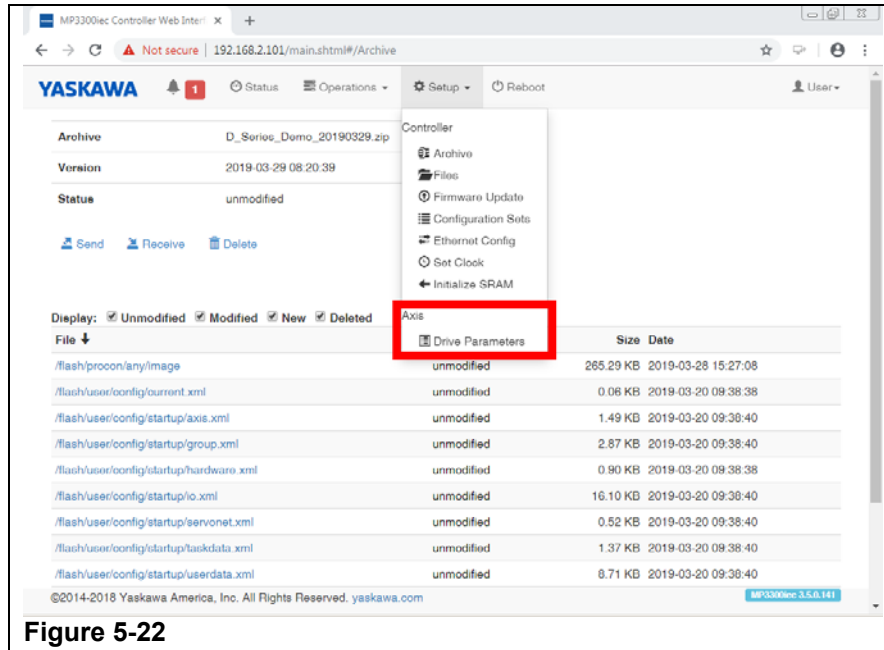 MP3300iec Controller Web Interf
Not secure | 192.168.2.101/main.shtml#/Archive
YASKAWA 1 Status Operations Setup Reboot User
Archive D_Series_Demo_20190329.zip
Version 2019-03-29 08:20:39
Status unmodified
Send Receive Delete
Controller
Archive
Files
Firmware Update
Configuration Sets
Ethernet Config
Set Clock
Initialize SRAM
Axis
Drive Parameters
Display: Unmodified Modified New Deleted
File Size Date
/flash/procon/any/image unmodified 265.29 KB 2019-03-28 15:27:08
/flash/user/config/current.xml unmodified 0.06 KB 2019-03-20 09:38:38
/flash/user/config/startup/axis.xml unmodified 1.49 KB 2019-03-20 09:38:40
/flash/user/config/startup/group.xml unmodified 2.87 KB 2019-03-20 09:38:40
/flash/user/config/startup/hardware.xml unmodified 0.90 KB 2019-03-20 09:38:38
/flash/user/config/startup/io.xml unmodified 16.10 KB 2019-03-20 09:38:40
/flash/user/config/startup/servonet.xml unmodified 0.52 KB 2019-03-20 09:38:40
/flash/user/config/startup/taskdata.xml unmodified 1.37 KB 2019-03-20 09:38:40
/flash/user/config/startup/userdata.xml unmodified 8.71 KB 2019-03-20 09:38:40
©2014-2018 Yaskawa America, Inc. All Rights Reserved. yaskawa.com MP3300iec 3.5.0.141
Figure 5-22